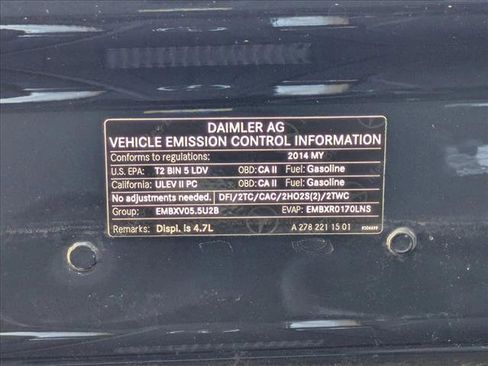 DAIMLER AG
VEHICLE EMISSION CONTROL INFORMATION
Conforms to regulations: 2014 MY
U.S. EPA: T2 BIN 5 LDV OBD: CA II Fuel: Gasoline
California: ULEV II PC OBD: CA II Fuel: Gasoline
No adjustments needed. DFI/2TC/CAC/2HO2S(2)/2TWC
Group: EMBXV05.5U2B EVAP: EMBXR0170LNS
Remarks: Displ. is 4.7L A 278 221 15 01